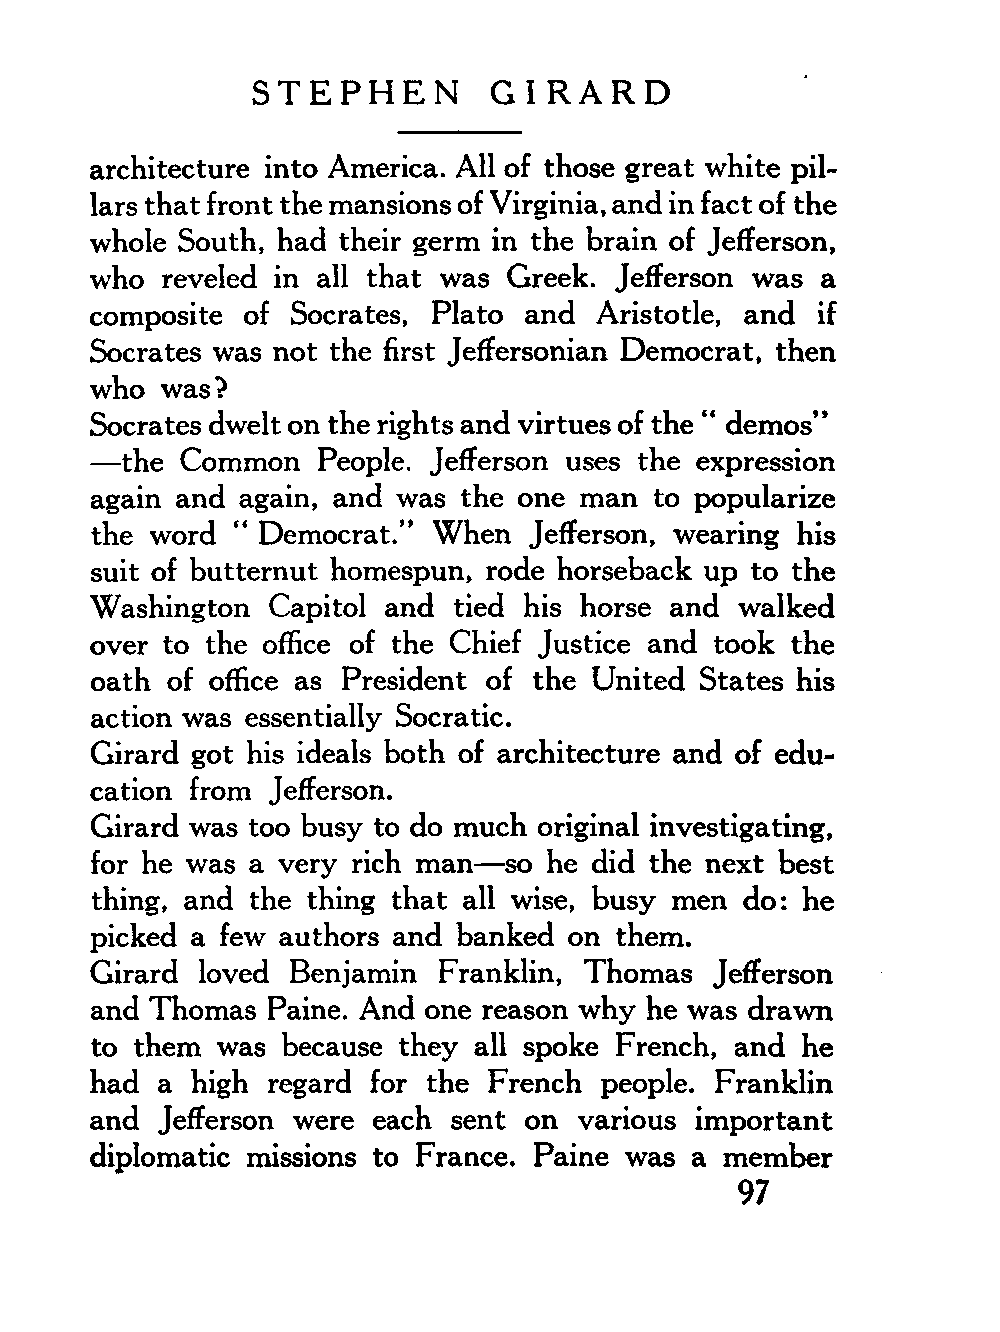 STEPHEN GIRARD
architecture into America. All of those great white pil-
lars that front the mansions of Virginia, and in fact of the
whole South, had their germ in the brain of Jefferson,
who reveled in all that was Greek. Jefferson was a
composite of Socrates, Plato and Aristotle, and if
Socrates was not the first Jeffersonian Democrat, then
who was?
Socrates dwelt on the rights and virtues of the " demos"
—the Common People. Jefferson uses the expression
again and again, and was the one man to popularize
the word " Democrat." When Jefferson, wearing his
suit of butternut homespun, rode horseback up to the
Washington Capitol and tied his horse and walked
over to the office of the Chief Justice and took the
oath of office as President of the United States his
action was essentially Socratic.
Girard got his ideals both of architecture and of edu-
cation from Jefferson.
Girard was too busy to do much original investigating,
for he was a very rich man—so he did the next best
thing, and the thing that all wise, busy men do: he
picked a few authors and banked on them.
Girard loved Benjamin Franklin, Thomas Jefferson
and Thomas Paine. And one reason why he was drawn
to them was because they all spoke French, and he
had a high regard for the French people. Franklin
and Jefferson were each sent on various important
diplomatic missions to France. Paine was a member
97